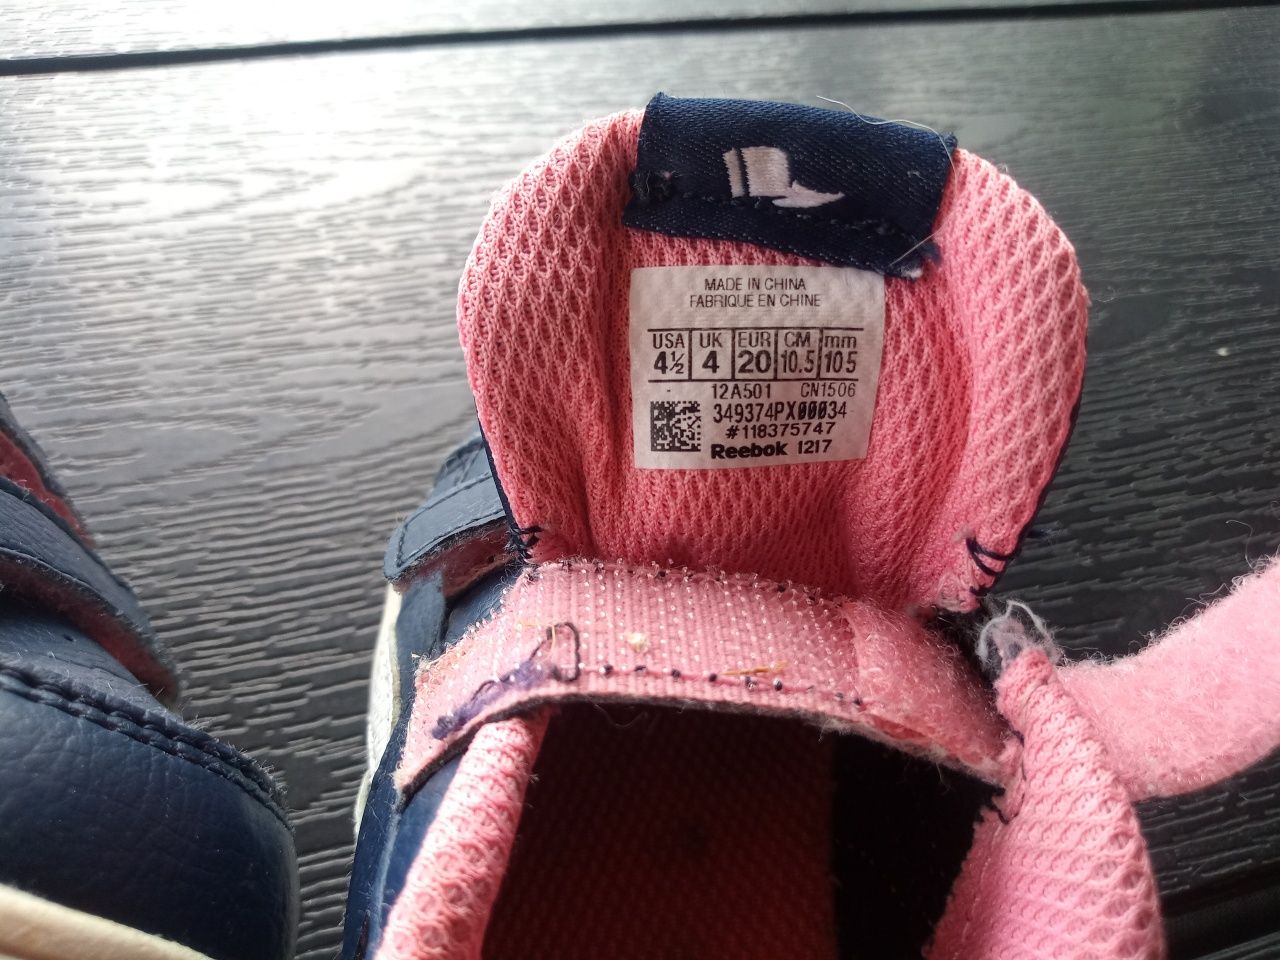 MADE IN CHINA
FABRIQUE EN CHINE
USA UK EUR CM mm
4½ 4 20 10.5 105
12A501 CN1506
349374PX00034
#118375747
Reebok 1217